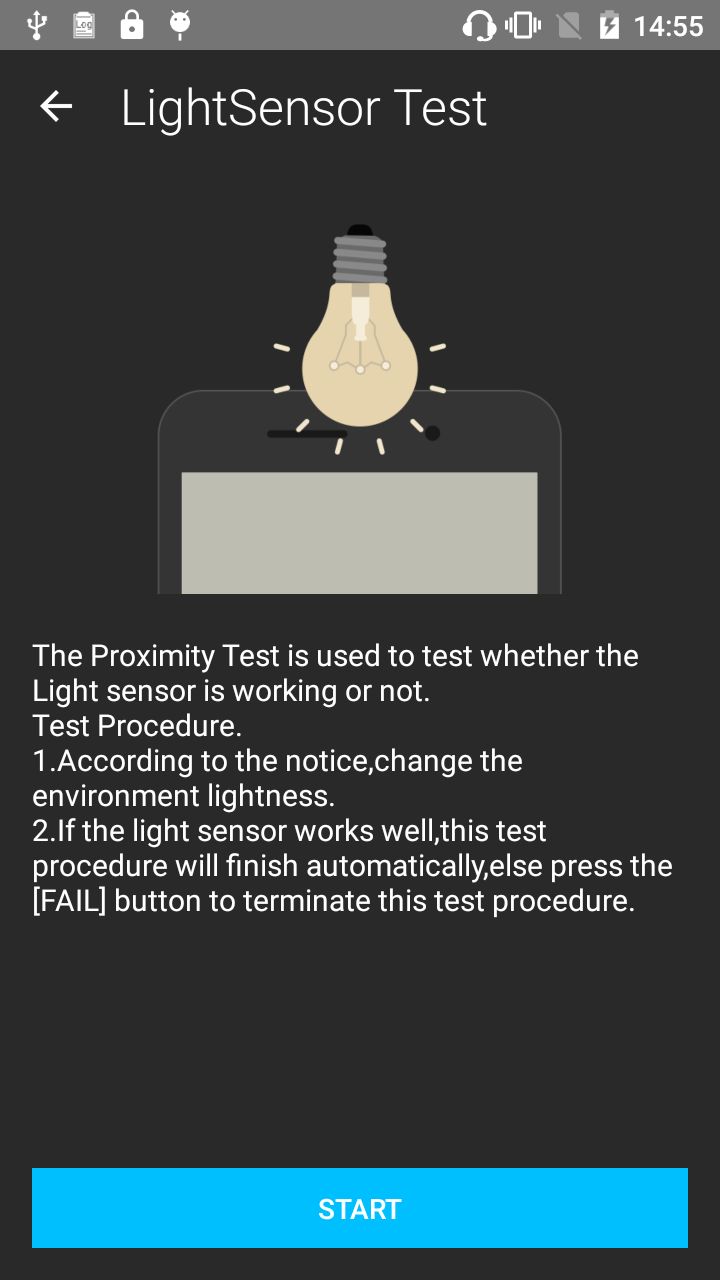 Log
14:55
LightSensor Test
The Proximity Test is used to test whether the
Light sensor is working or not.
Test Procedure.
1.According to the notice,change the
environment lightness.
2.If the light sensor works well,this test
procedure will finish automatically,else press the
[FAIL] button to terminate this test procedure.
START